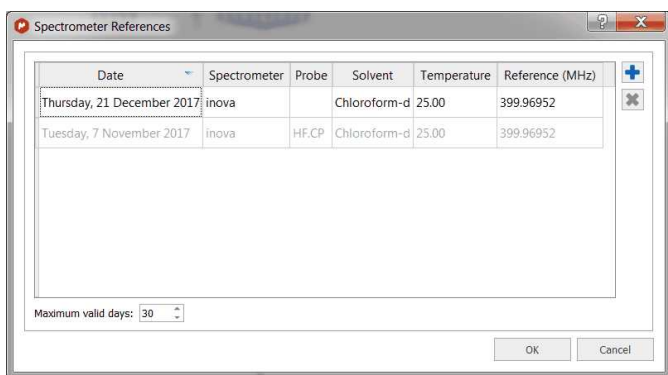 Spectrometer References
Date Spectrometer Probe Solvent Temperature Reference (MHz)
Thursday, 21 December 2017 inova Chloroform-d 25.00 399.96952
Tuesday, 7 November 2017 inova HF.CP Chloroform-d 25.00 399.96952
Maximum valid days: 30
OK Cancel